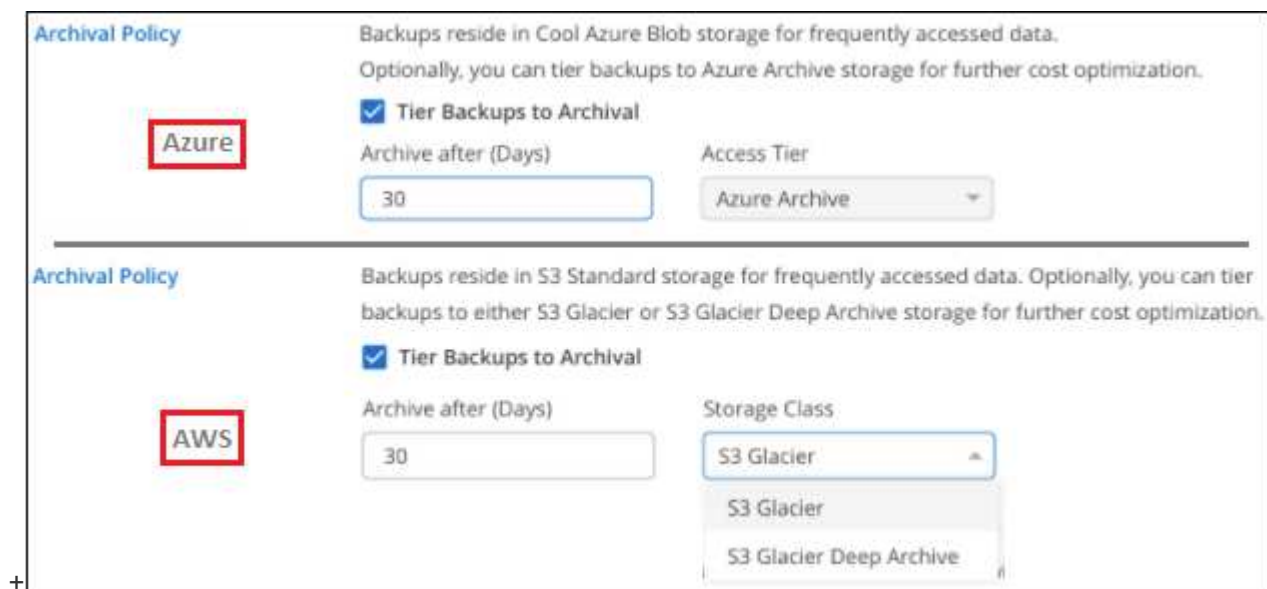 Archival Policy
Backups reside in Cool Azure Blob storage for frequently accessed data.
Optionally, you can tier backups to Azure Archive storage for further cost optimization.
Tier Backups to Archival
Azure
Archive after (Days)
Access Tier
30
Azure Archive
Archival Policy
Backups reside in S3 Standard storage for frequently accessed data. Optionally, you can tier
backups to either S3 Glacier or S3 Glacier Deep Archive storage for further cost optimization.
Tier Backups to Archival
Archive after (Days)
Storage Class
AWS
30
S3 Glacier
S3 Glacier
S3 Glacier Deep Archive
+